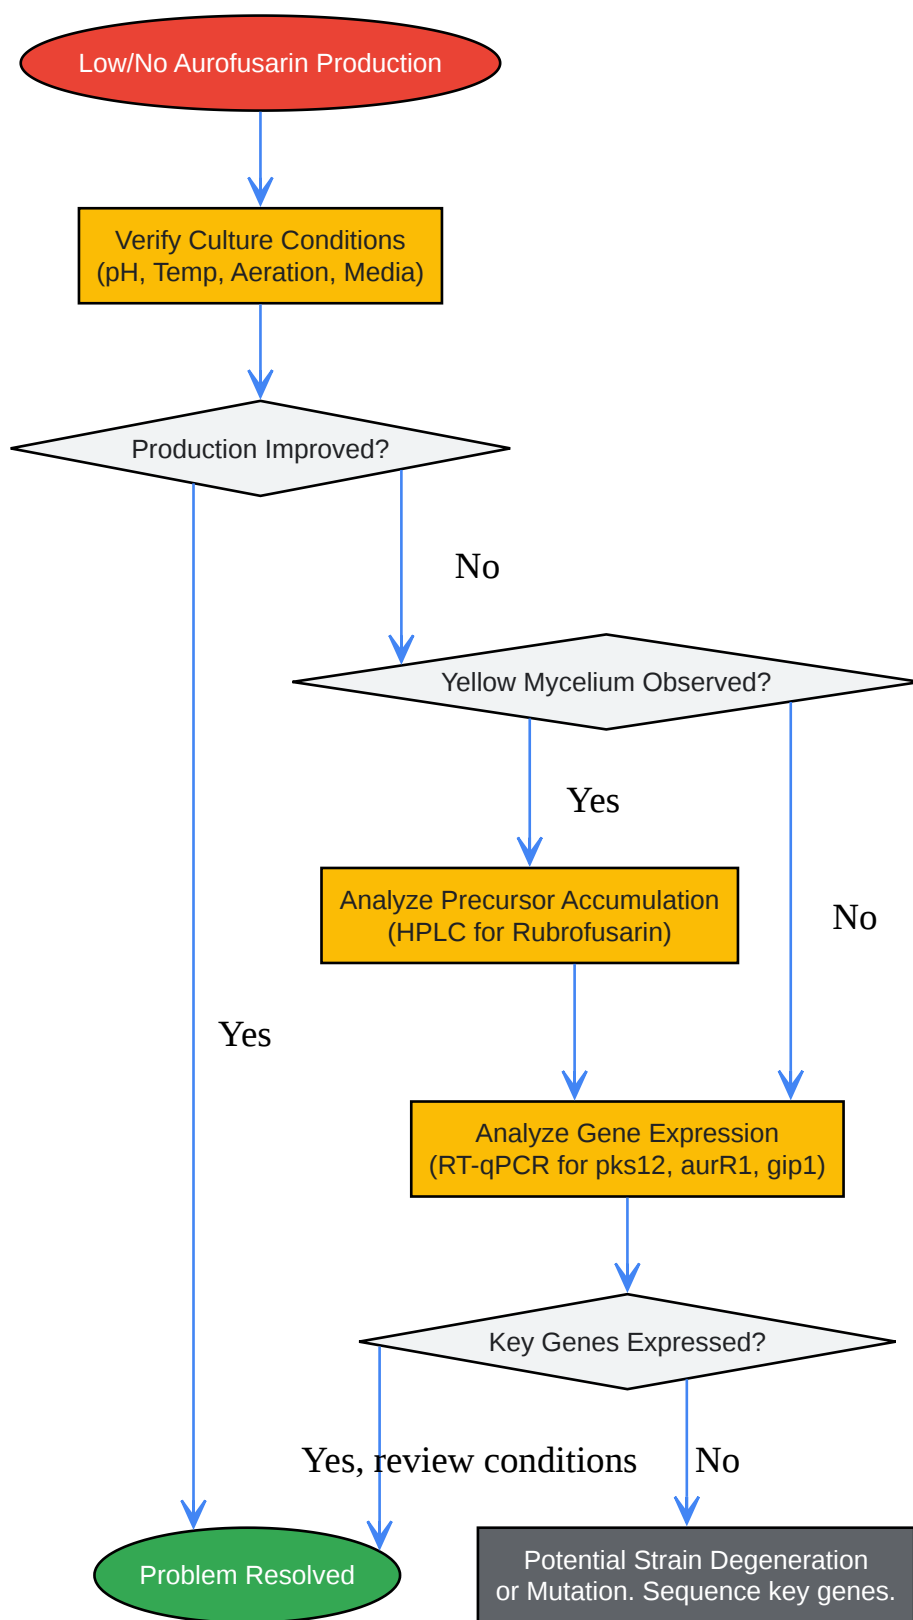 Low/No Aurofusarin Production
Verify Culture Conditions
(pH, Temp, Aeration, Media)
Production Improved?
No
Yellow Mycelium Observed?
Yes
Analyze Precursor Accumulation
(HPLC for Rubrofusarin)
No
Yes
Analyze Gene Expression
(RT-qPCR for pks12, aurR1, gip1)
Key Genes Expressed?
Yes, review conditions
No
Problem Resolved
Potential Strain Degeneration
or Mutation. Sequence key genes.